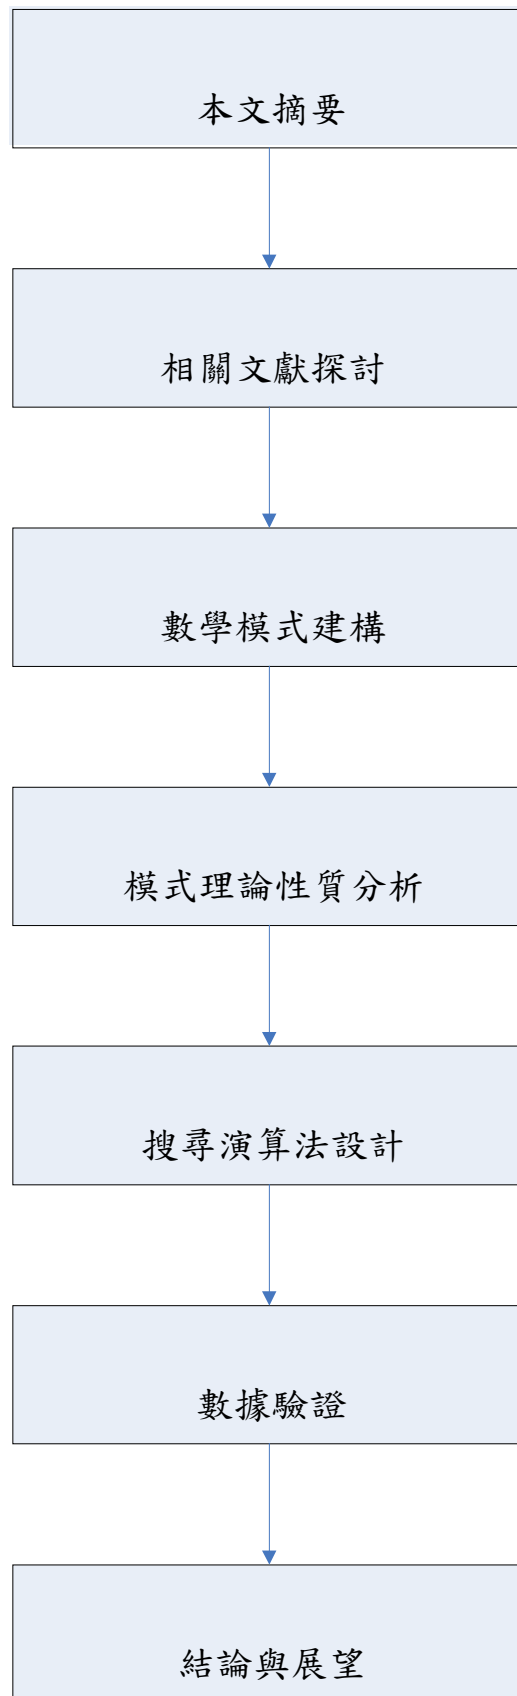 本文摘要
相關文獻探討
數學模式建構
模式理論性質分析
搜尋演算法設計
數據驗證
結論與展望